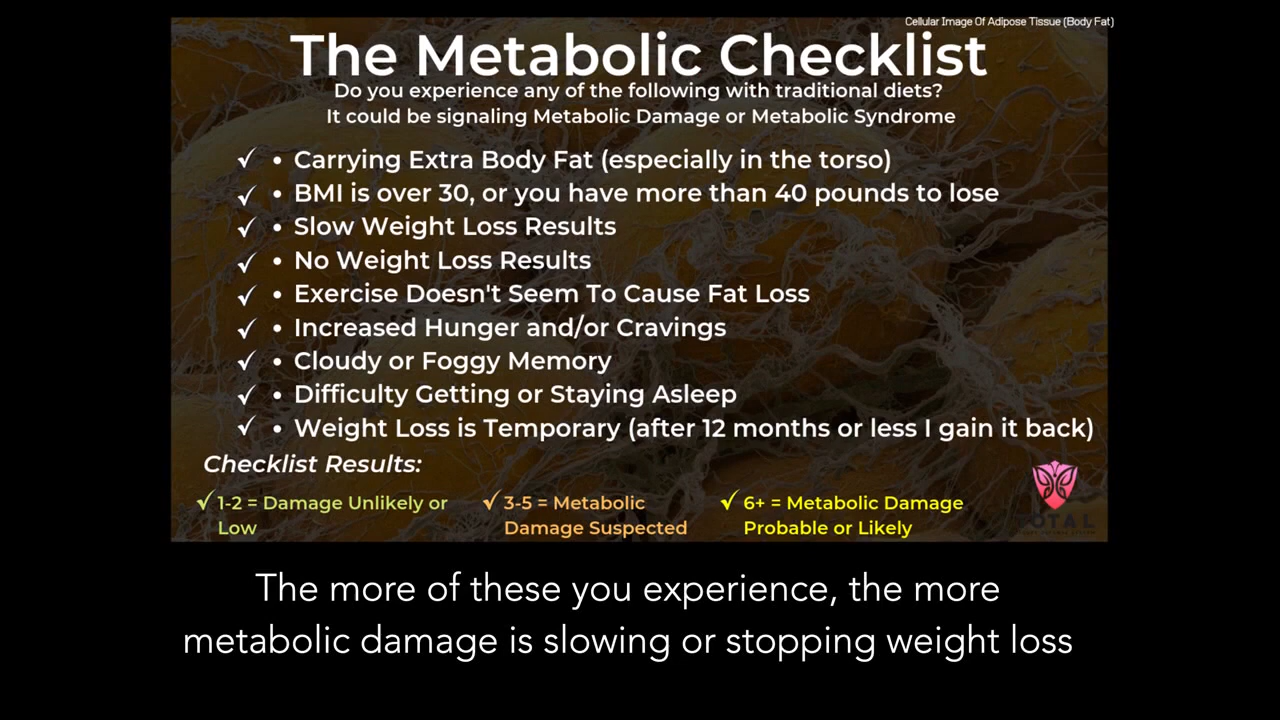 Cellular Image Of Adipose Tissue (Body Fat)
The Metabolic Checklist
Do you experience any of the following with traditional diets?
It could be signaling Metabolic Damage or Metabolic Syndrome
✓ • Carrying Extra Body Fat (especially in the torso)
✓ • BMI is over 30, or you have more than 40 pounds to lose
✓ • Slow Weight Loss Results
✓ • No Weight Loss Results
✓ • Exercise Doesn't Seem To Cause Fat Loss
✓ • Increased Hunger and/or Cravings
✓ • Cloudy or Foggy Memory
✓ • Difficulty Getting or Staying Asleep
✓ • Weight Loss is Temporary (after 12 months or less I gain it back)
Checklist Results:
✓ 1-2 = Damage Unlikely or
Low
✓ 3-5 = Metabolic
Damage Suspected
✓ 6+ = Metabolic Damage
Probable or Likely
TOTAL
The more of these you experience, the more
metabolic damage is slowing or stopping weight loss